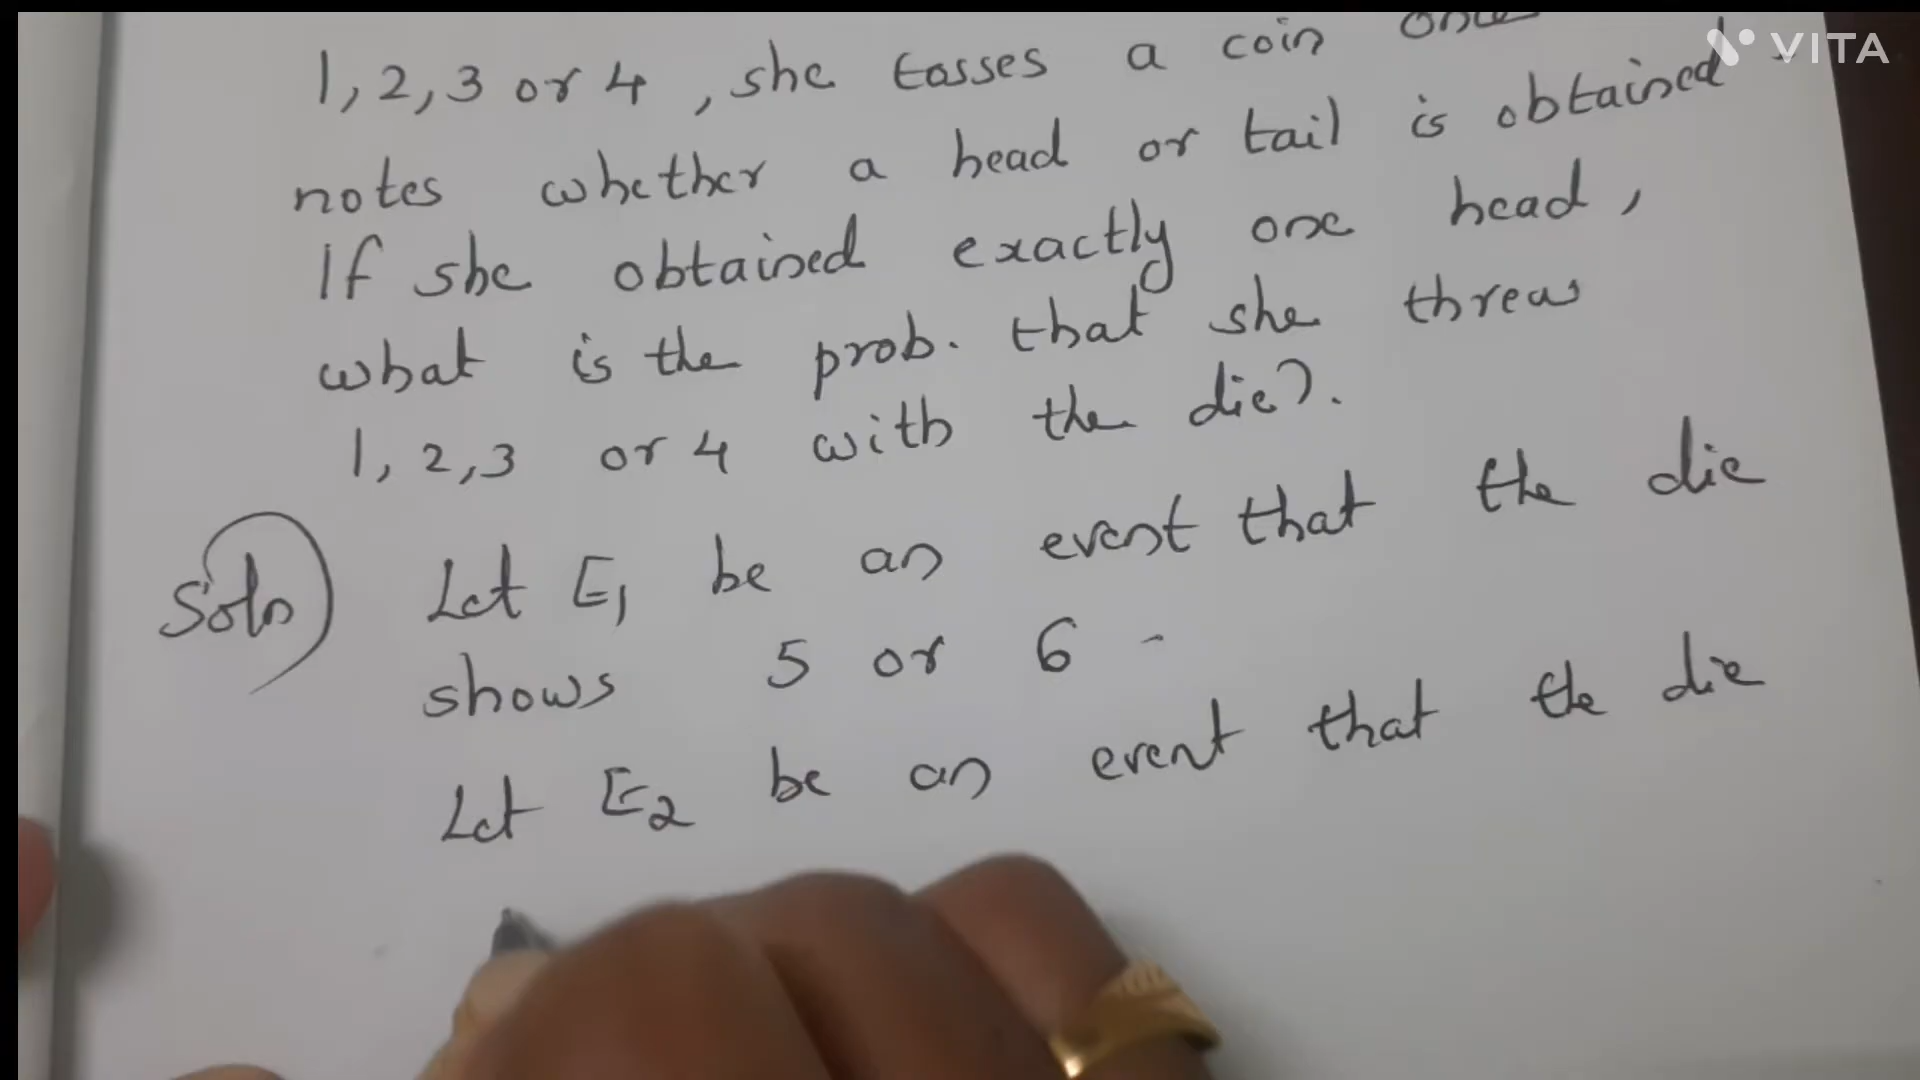 1, 2, 3 or 4, she tosses a coin once
VITA
notes whether a head or tail is obtained.
If she obtained exactly one head,
what is the prob. that she threw
1, 2, 3 or 4 with the die?.
Soln Let E1 be an event that the die
shows 5 or 6 -
Let E2 be an event that the die